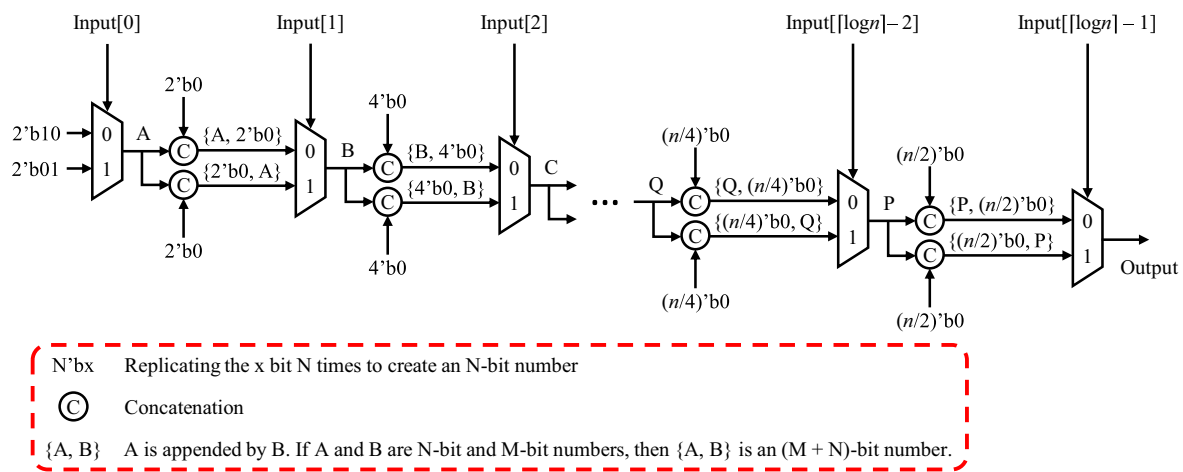 Input[0]
Input[1]
Input[2]
Input[⌈logn⌉ – 2]
Input[⌈logn⌉ – 1]
2’b0
4’b0
(n/4)’b0
(n/2)’b0
2’b10
2’b01
0
1
A
C
C
{A, 2’b0}
{2’b0, A}
2’b0
0
1
B
C
C
{B, 4’b0}
{4’b0, B}
4’b0
0
1
C
...
Q
C
C
{Q, (n/4)’b0}
{(n/4)’b0, Q}
(n/4)’b0
0
1
P
C
C
{P, (n/2)’b0}
{(n/2)’b0, P}
(n/2)’b0
0
1
Output
N’bx Replicating the x bit N times to create an N-bit number
C Concatenation
{A, B} A is appended by B. If A and B are N-bit and M-bit numbers, then {A, B} is an (M + N)-bit number.